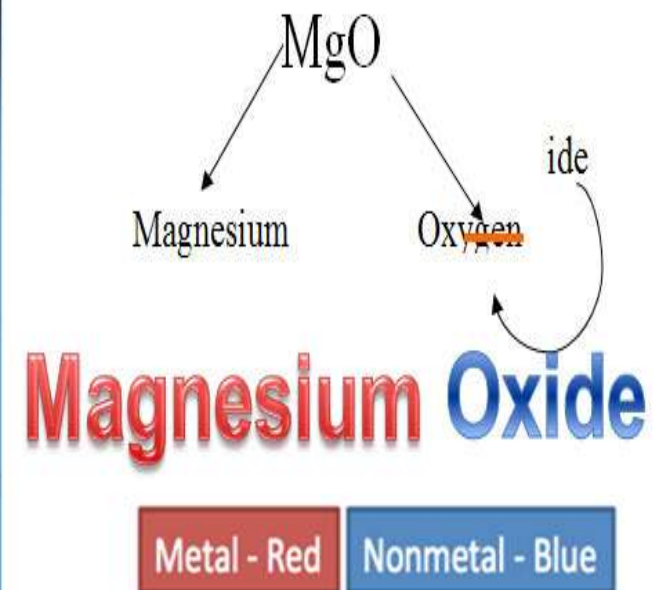 MgO
ide
Magnesium Oxygen
Magnesium Oxide
Metal - Red Nonmetal - Blue